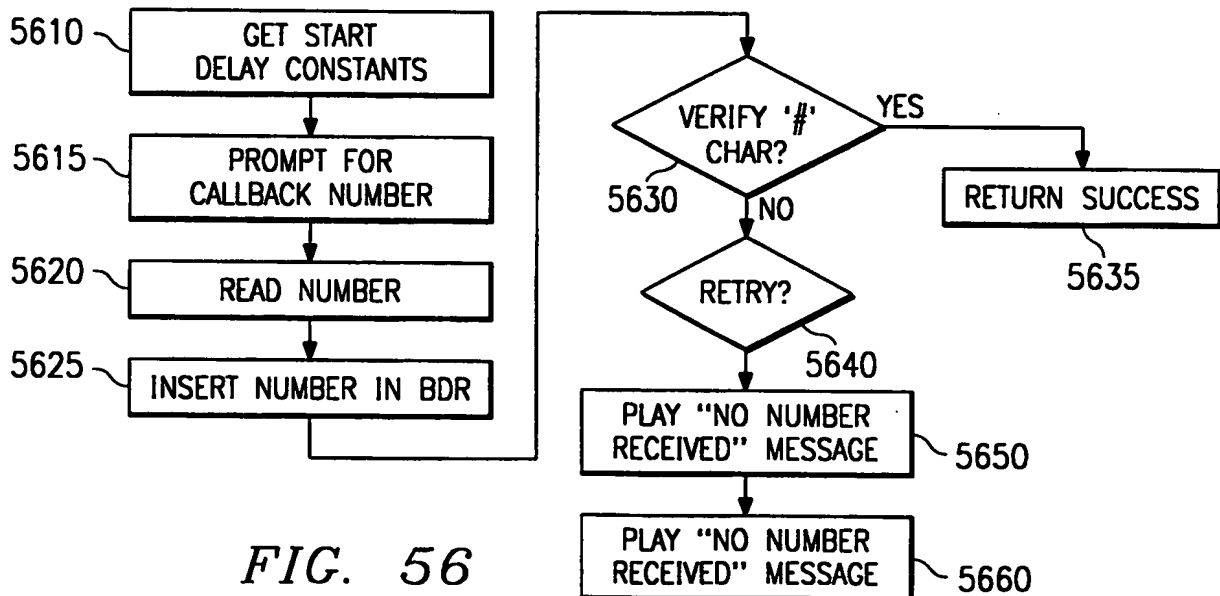 5610
GET START
DELAY CONSTANTS
5615
PROMPT FOR
CALLBACK NUMBER
5620
READ NUMBER
5625
INSERT NUMBER IN BDR
VERIFY '#'
CHAR?
5630
YES
RETURN SUCCESS
5635
NO
RETRY?
5640
PLAY "NO NUMBER
RECEIVED" MESSAGE
5650
PLAY "NO NUMBER
RECEIVED" MESSAGE
5660
FIG. 56